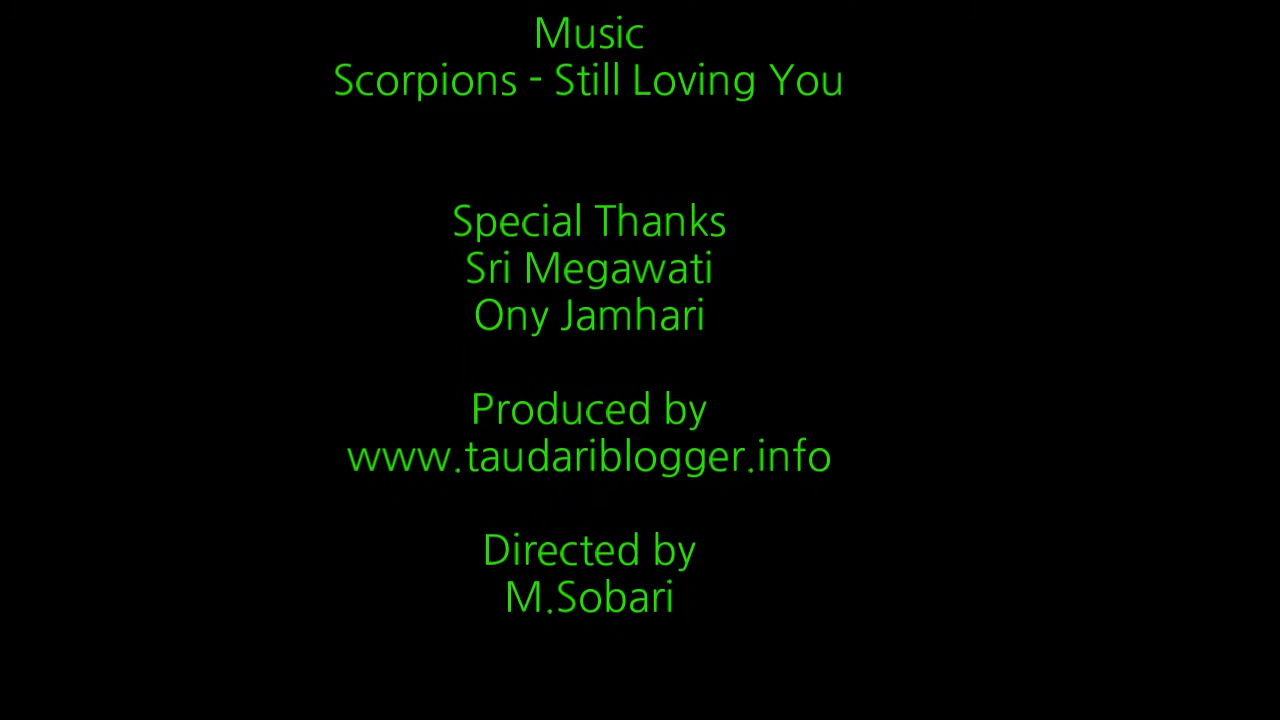 Music
Scorpions - Still Loving You
Special Thanks
Sri Megawati
Ony Jamhari
Produced by
www.taudariblogger.info
Directed by
M.Sobari